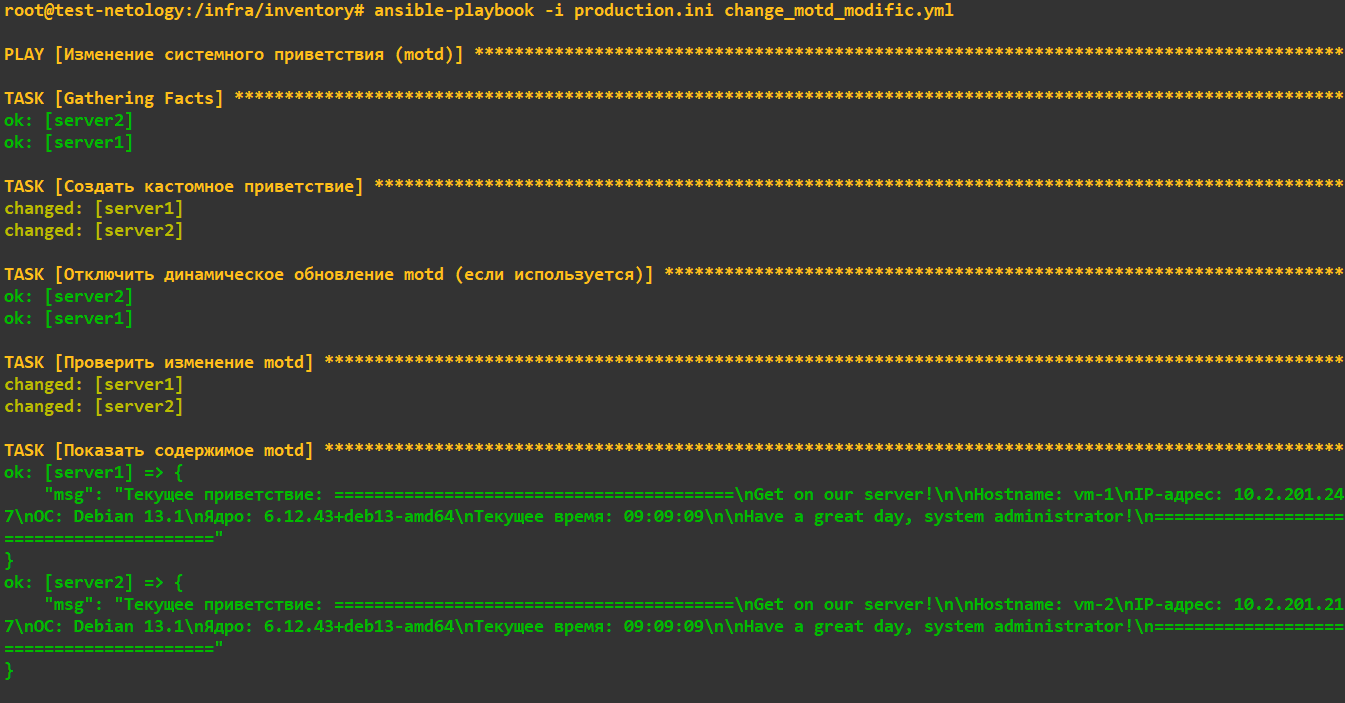 root@test-netology:/infra/inventory# ansible-playbook -i production.ini change_motd_modific.yml
PLAY [Изменение системного приветствия (motd)] ***************************************************************************************
TASK [Gathering Facts] ***************************************************************************************************************
ok: [server2]
ok: [server1]
TASK [Создать кастомное приветствие] *************************************************************************************************
changed: [server1]
changed: [server2]
TASK [Отключить динамическое обновление motd (если используется)] ********************************************************************
ok: [server2]
ok: [server1]
TASK [Проверить изменение motd] ******************************************************************************************************
changed: [server1]
changed: [server2]
TASK [Показать содержимое motd] ******************************************************************************************************
ok: [server1] => {
    "msg": "Текущее приветствие: ========================================\nGet on our server!\n\nHostname: vm-1\nIP-адрес: 10.2.201.24
7\nОС: Debian 13.1\nЯдро: 6.12.43+deb13-amd64\nТекущее время: 09:09:09\n\nHave a great day, system administrator!\n===================
====================="
}
ok: [server2] => {
    "msg": "Текущее приветствие: ========================================\nGet on our server!\n\nHostname: vm-2\nIP-адрес: 10.2.201.21
7\nОС: Debian 13.1\nЯдро: 6.12.43+deb13-amd64\nТекущее время: 09:09:09\n\nHave a great day, system administrator!\n===================
====================="
}